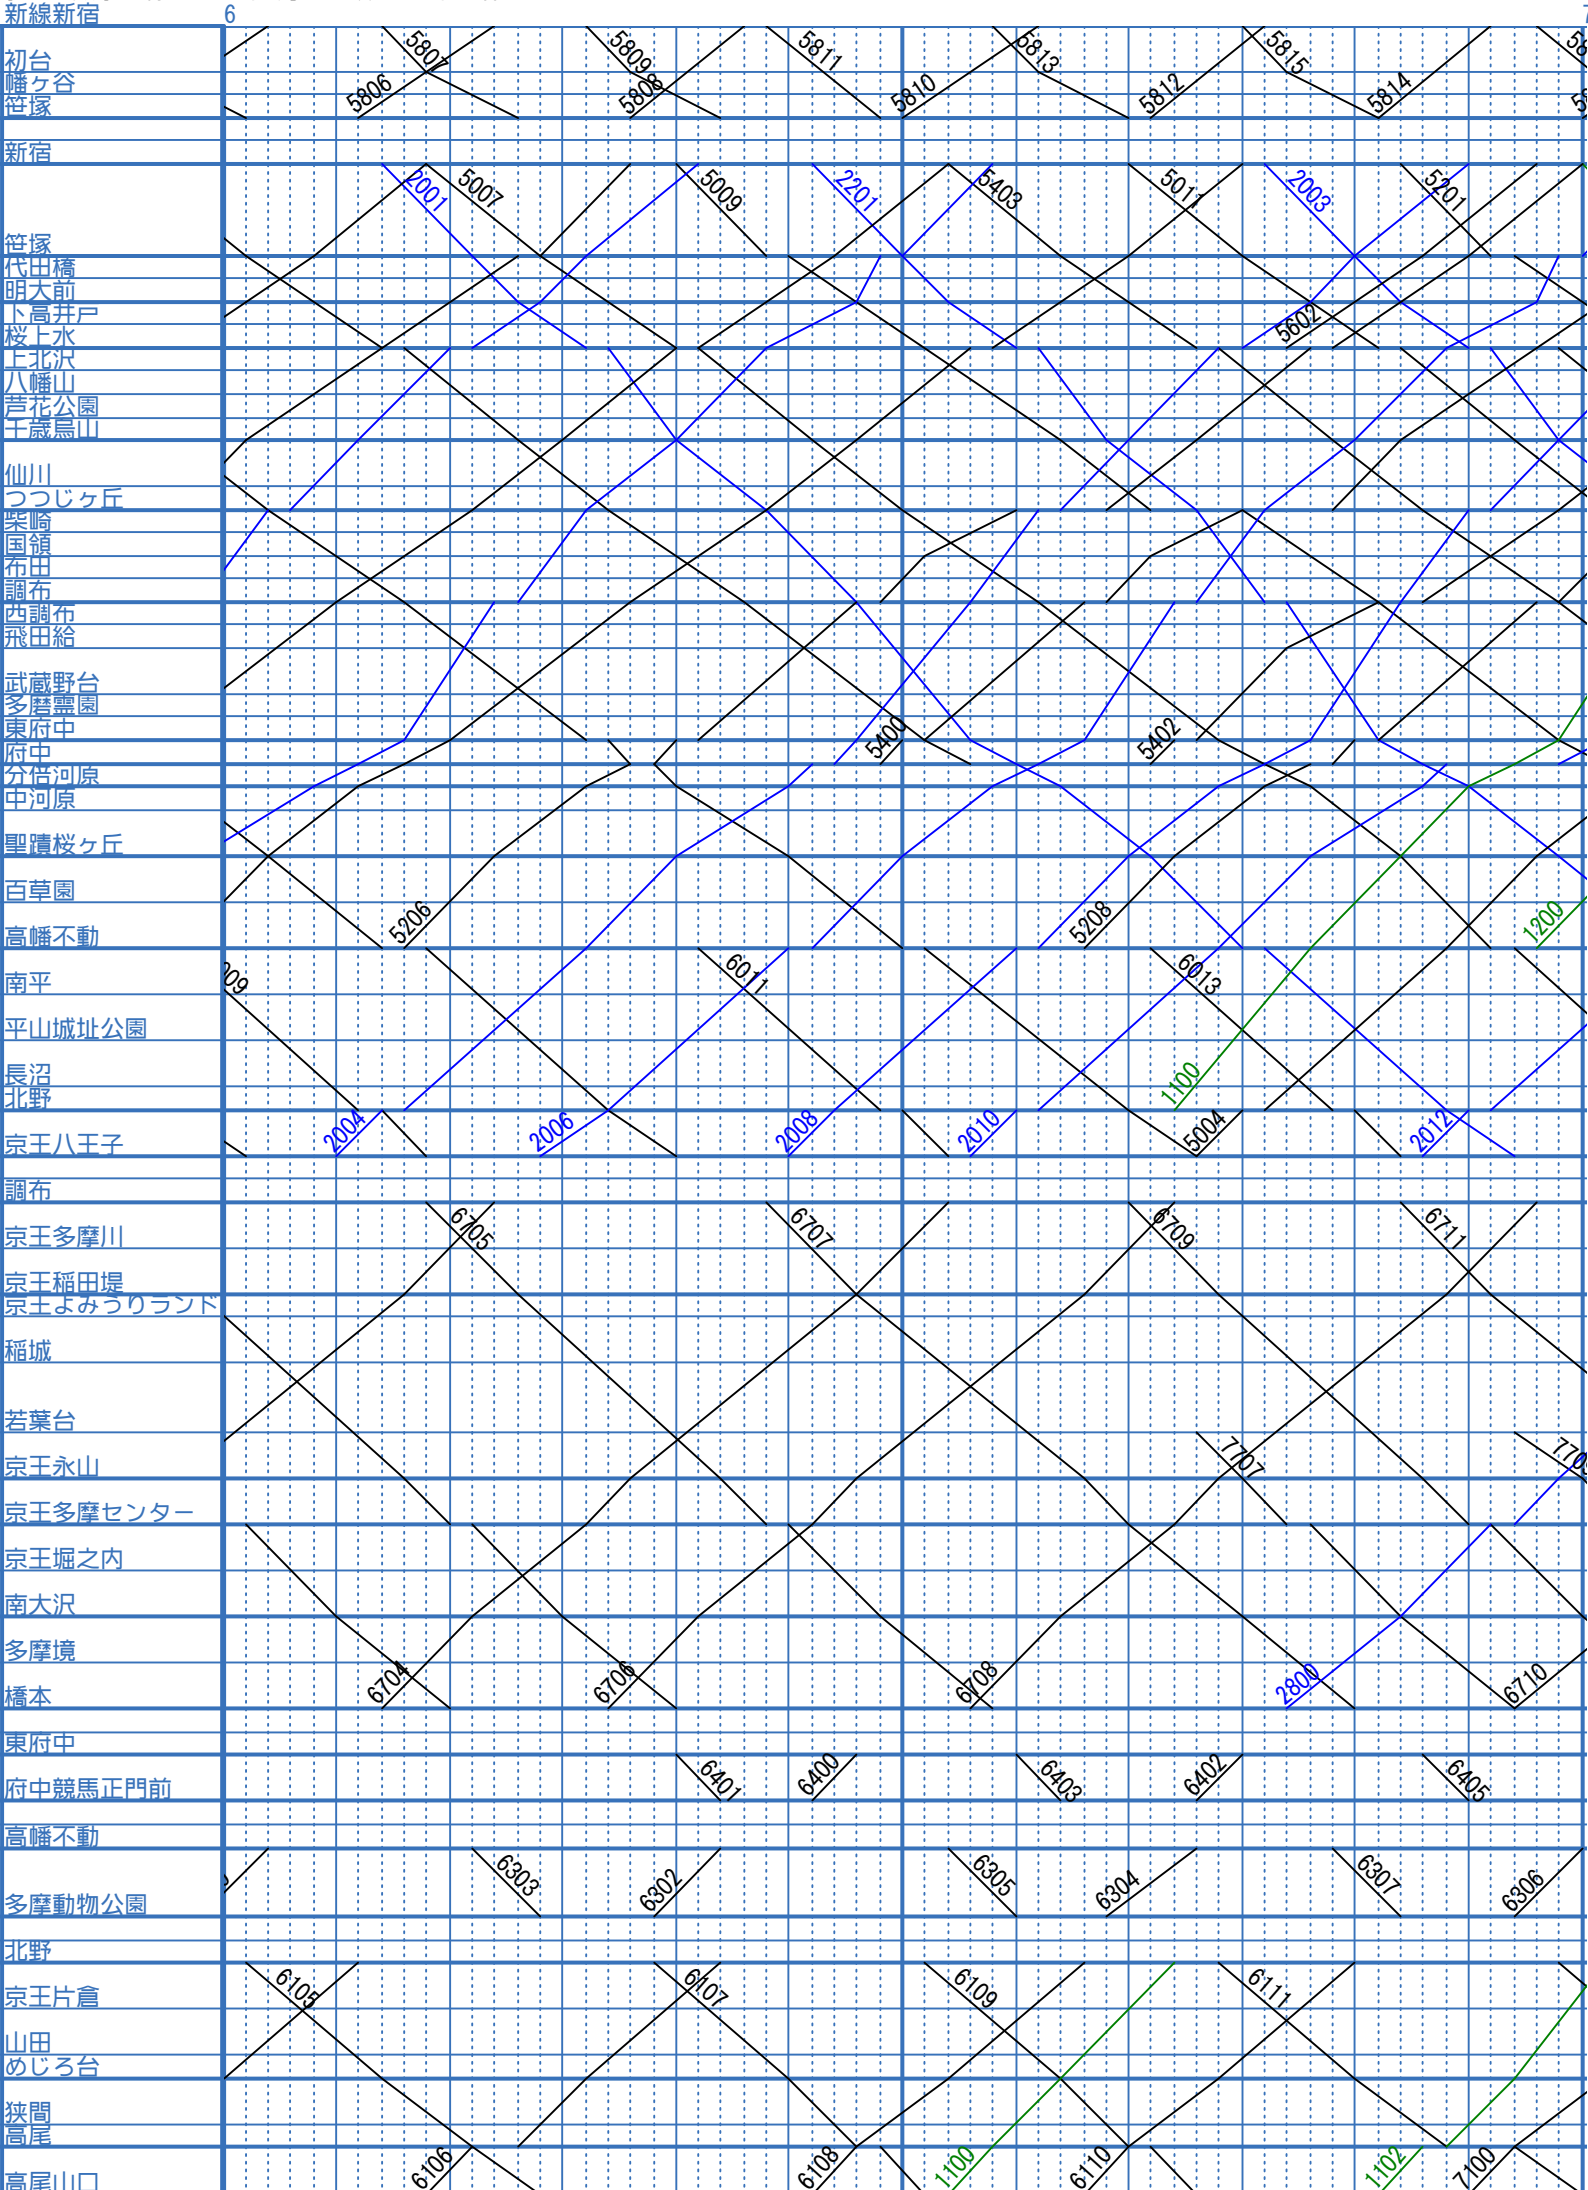 新線新宿 6 7
初台 5807 5809 5811 5813 5815
幡ヶ谷 5806 5808 5810 5812 5814
笹塚
新宿
2001 5007 5009 2201 5403 5011 2003 5201
笹塚
代田橋
明大前
下高井戸 5602
桜上水
上北沢
八幡山
芦花公園
千歳烏山
仙川
つつじヶ丘
柴崎
国領
布田
調布
西調布
飛田給
武蔵野台
多磨霊園
東府中 5400 5402
府中
分倍河原
中河原
聖蹟桜ヶ丘
百草園 5206 5208 1200
高幡不動
南平 6011 6013
平山城址公園
長沼 1100
北野
京王八王子 2004 2006 2008 2010 5004 2012
調布
京王多摩川 6705 6707 6709 6711
京王稲田堤
京王よみうりランド
稲城
若葉台
京王永山 7707
京王多摩センター
京王堀之内
南大沢
多摩境 6704 6706 6708 2800 6710
橋本
東府中
府中競馬正門前 6401 6400 6403 6402 6405
高幡不動
多摩動物公園 6303 6302 6305 6304 6307 6306
北野
京王片倉 6105 6107 6109 6111
山田
めじろ台
狭間
高尾
高尾山口 6106 6108 1100 6110 1102 7100